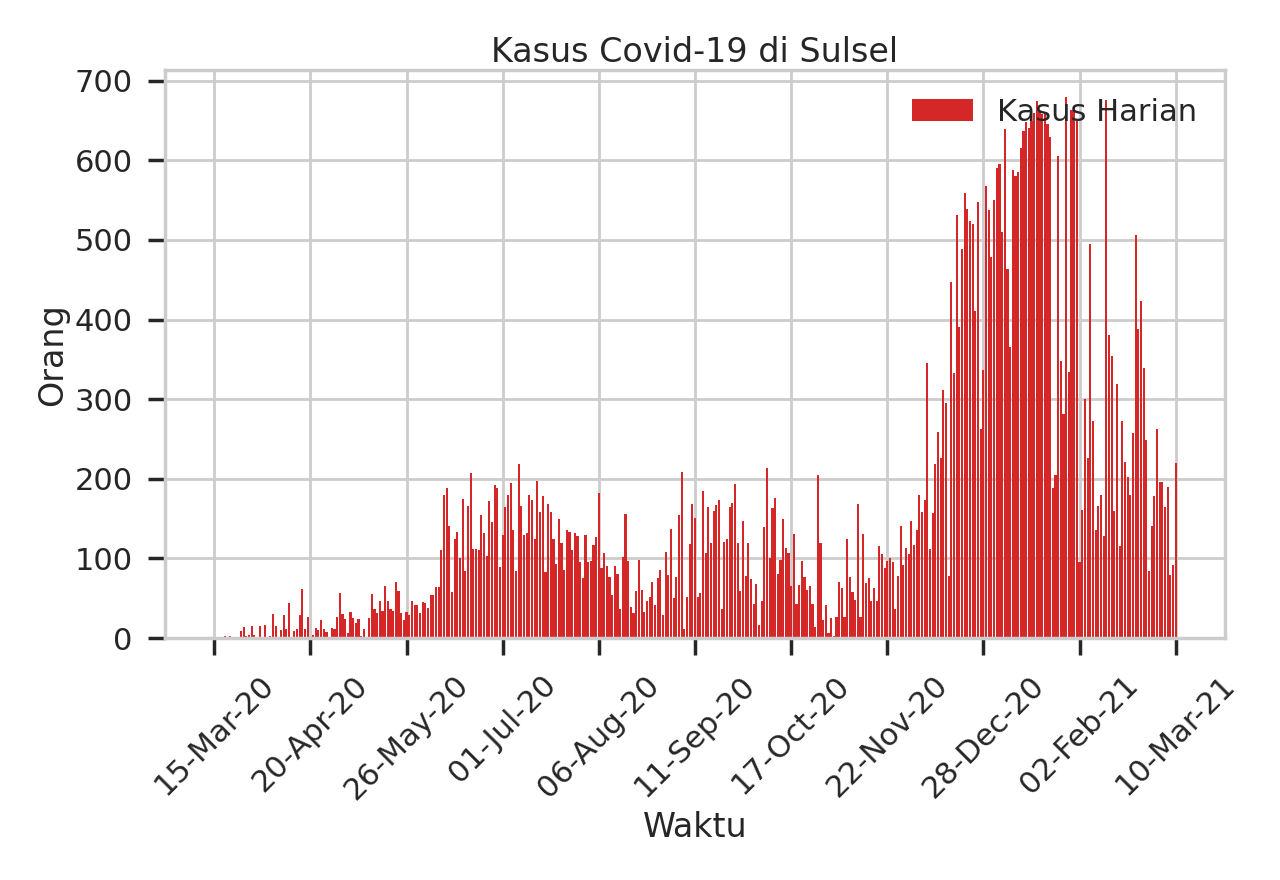 Kasus Covid-19 di Sulsel
Kasus Harian
Orang
700
600
500
400
300
200
100
0
15-Mar-20
20-Apr-20
26-May-20
01-Jul-20
06-Aug-20
11-Sep-20
17-Oct-20
22-Nov-20
28-Dec-20
02-Feb-21
10-Mar-21
Waktu